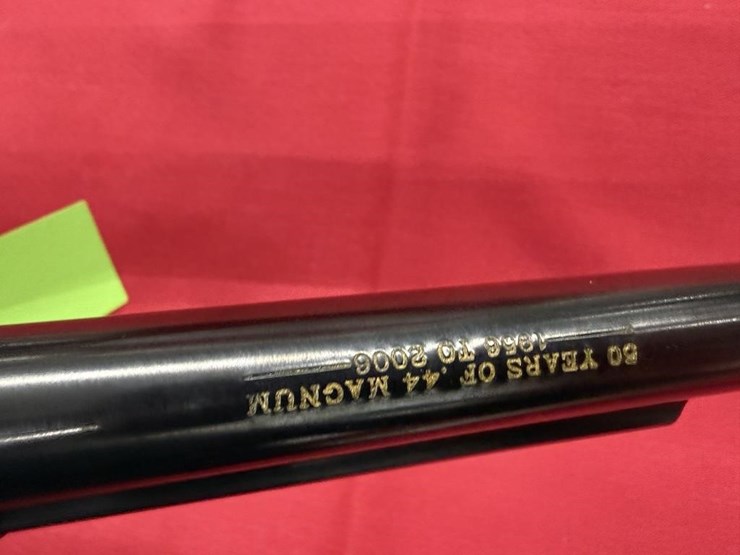 50 YEARS OF .44 MAGNUM
1956 TO 2006